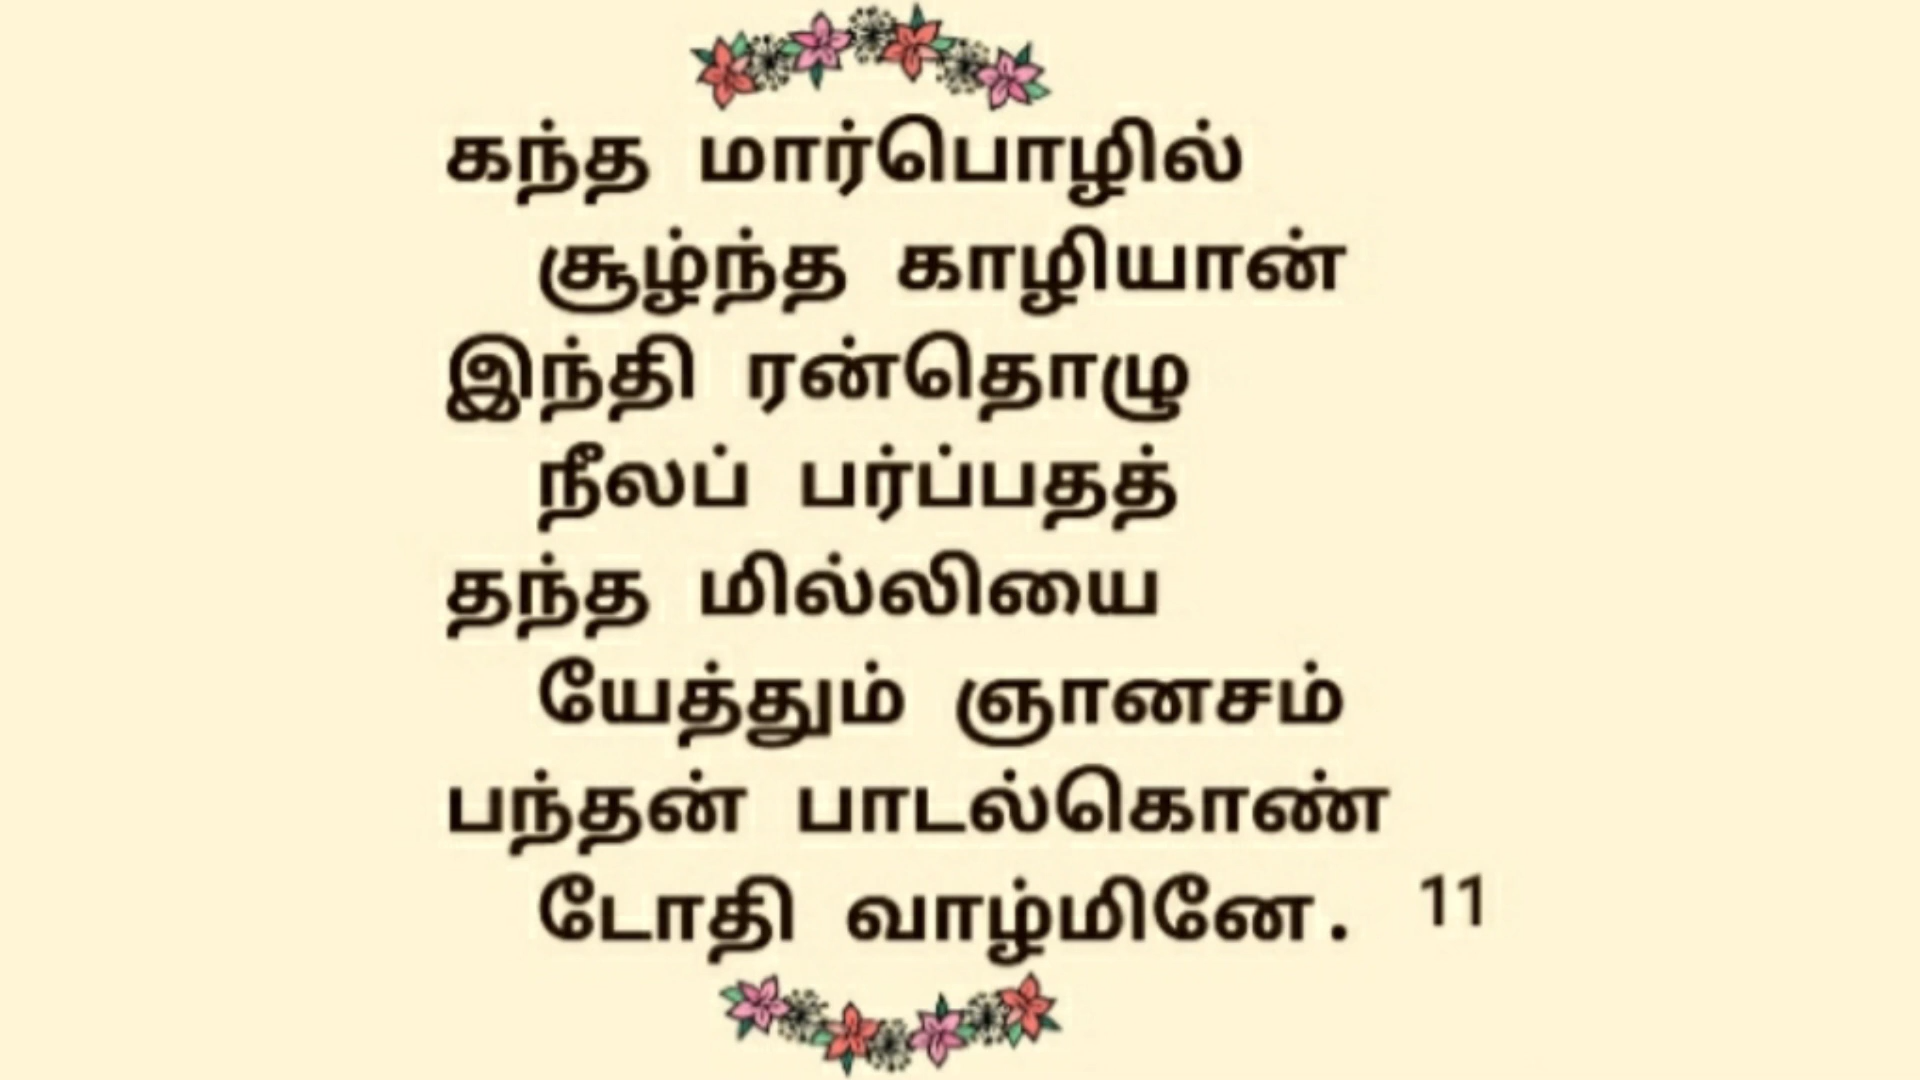 கந்த மார்பொழில்
சூழ்ந்த காழியான்
இந்தி ரன்தொழு
நீலப் பர்ப்பதத்
தந்த மில்லியை
யேத்தும் ஞானசம்
பந்தன் பாடல்கொண்
டோதி வாழ்மினே. 11